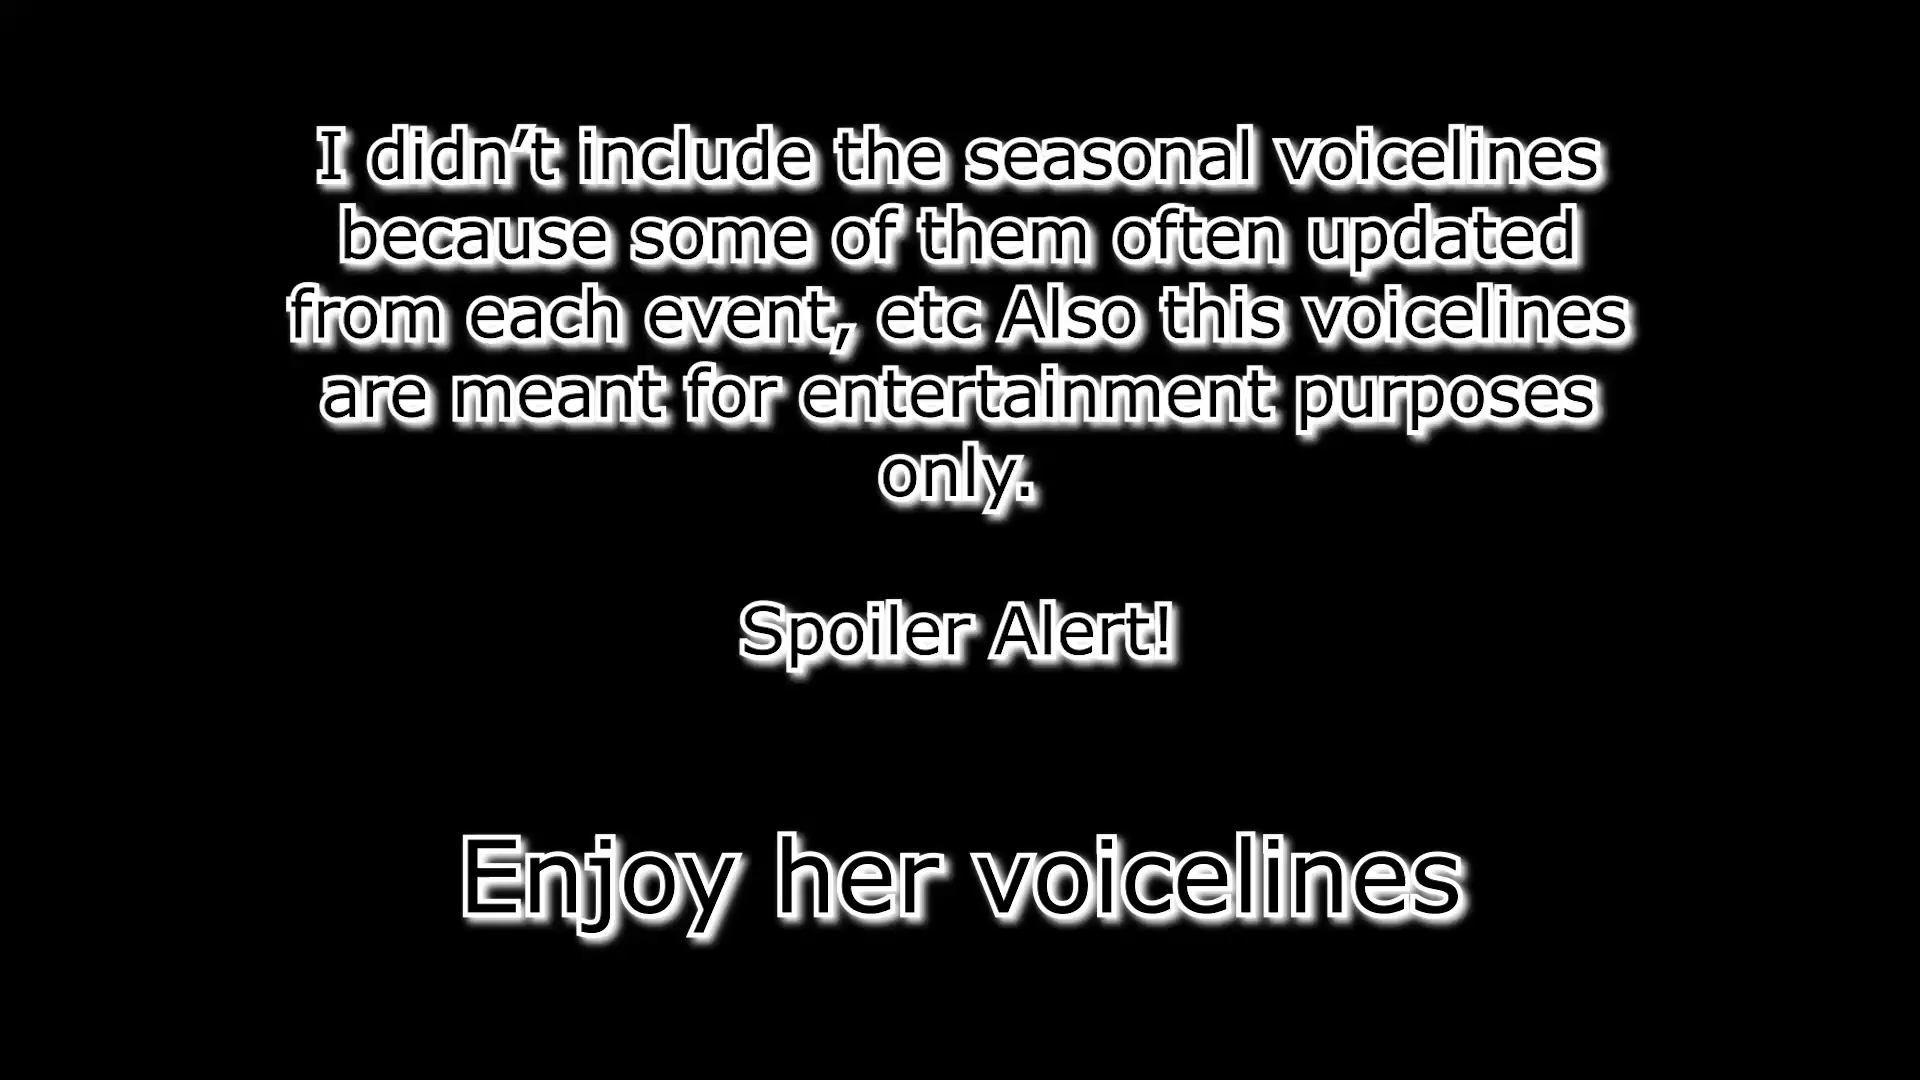 I didn’t include the seasonal voicelines
because some of them often updated
from each event, etc Also this voicelines
are meant for entertainment purposes
only.
Spoiler Alert!
Enjoy her voicelines